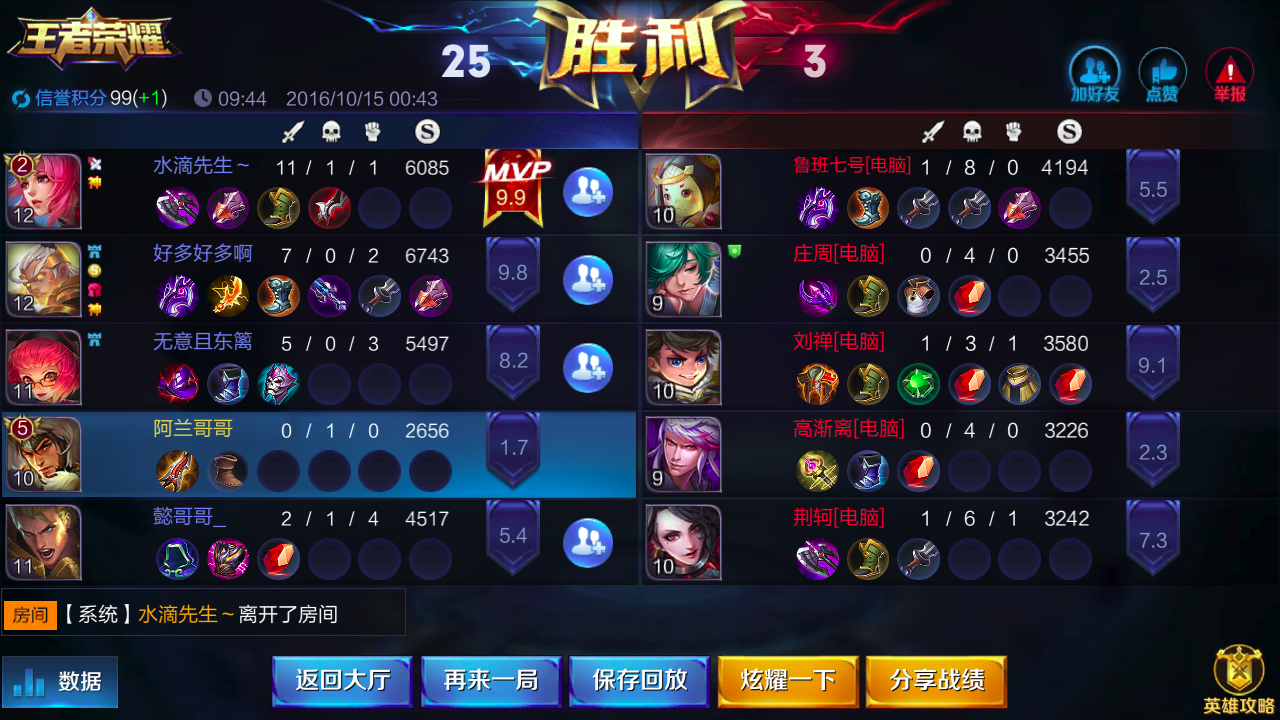 王者荣耀
25 胜利 3
信誉积分 99(+1) 09:44 2016/10/15 00:43
加好友 点赞 举报
S S
2 12 水滴先生~ 11 / 1 / 1 6085 MVP 9.9
10 鲁班七号[电脑] 1 / 8 / 0 4194 5.5
12 好多好多啊 7 / 0 / 2 6743 9.8
9 庄周[电脑] 0 / 4 / 0 3455 2.5
11 无意且东篱 5 / 0 / 3 5497 8.2
10 刘禅[电脑] 1 / 3 / 1 3580 9.1
5 10 阿兰哥哥 0 / 1 / 0 2656 1.7
9 高渐离[电脑] 0 / 4 / 0 3226 2.3
11 懿哥哥_ 2 / 1 / 4 4517 5.4
10 荆轲[电脑] 1 / 6 / 1 3242 7.3
房间 【系统】水滴先生~离开了房间
数据 返回大厅 再来一局 保存回放 炫耀一下 分享战绩 英雄攻略